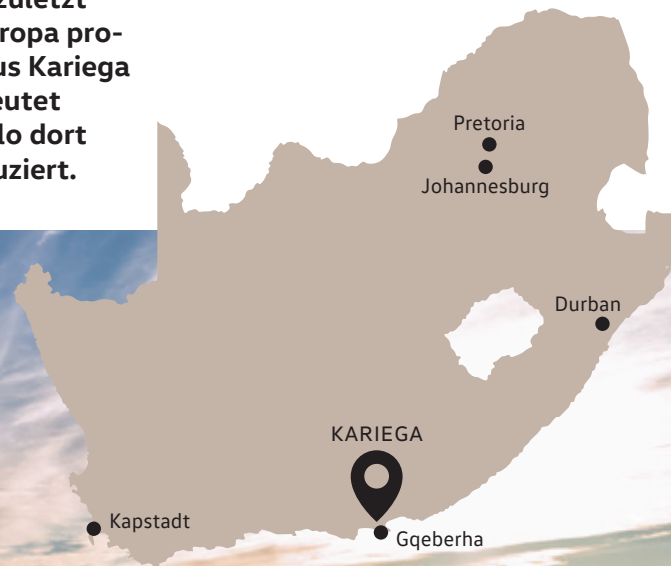 zuletzt
ropa pro-
us Kariega
eutet
lo dort
uziert.
Pretoria
Johannesburg
Durban
KARIEGA
Kapstadt
Gqeberha